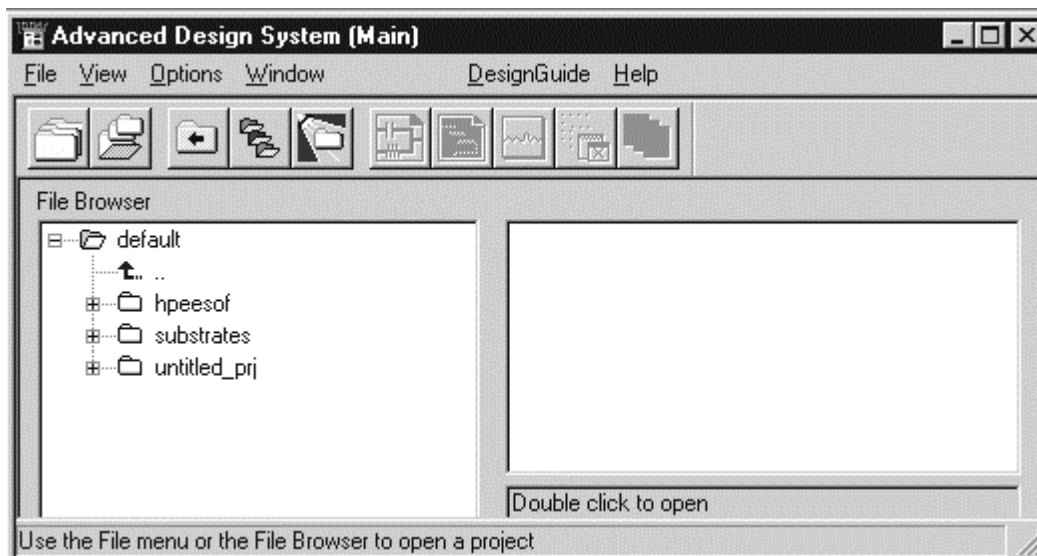 Advanced Design System (Main)
File View Options Window DesignGuide Help
File Browser
default
..
hpeesof
substrates
untitled_prj
Double click to open
Use the File menu or the File Browser to open a project